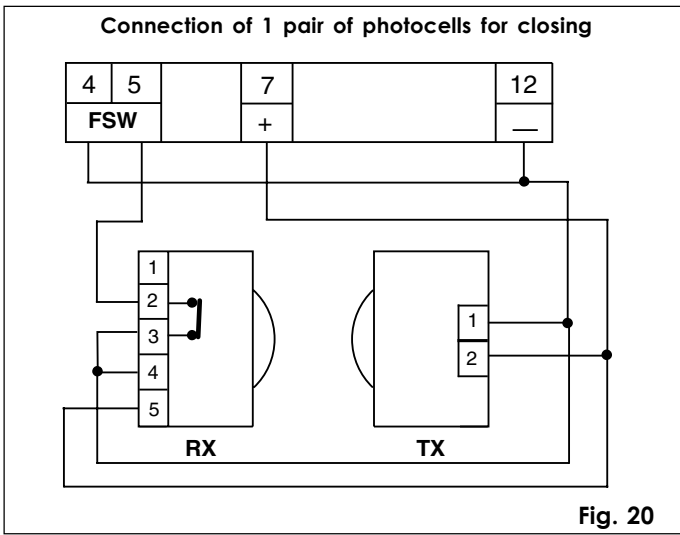 Connection of 1 pair of photocells for closing
4 5 7 12
FSW + —
1
2
3
4
5
1
2
RX TX
Fig. 20